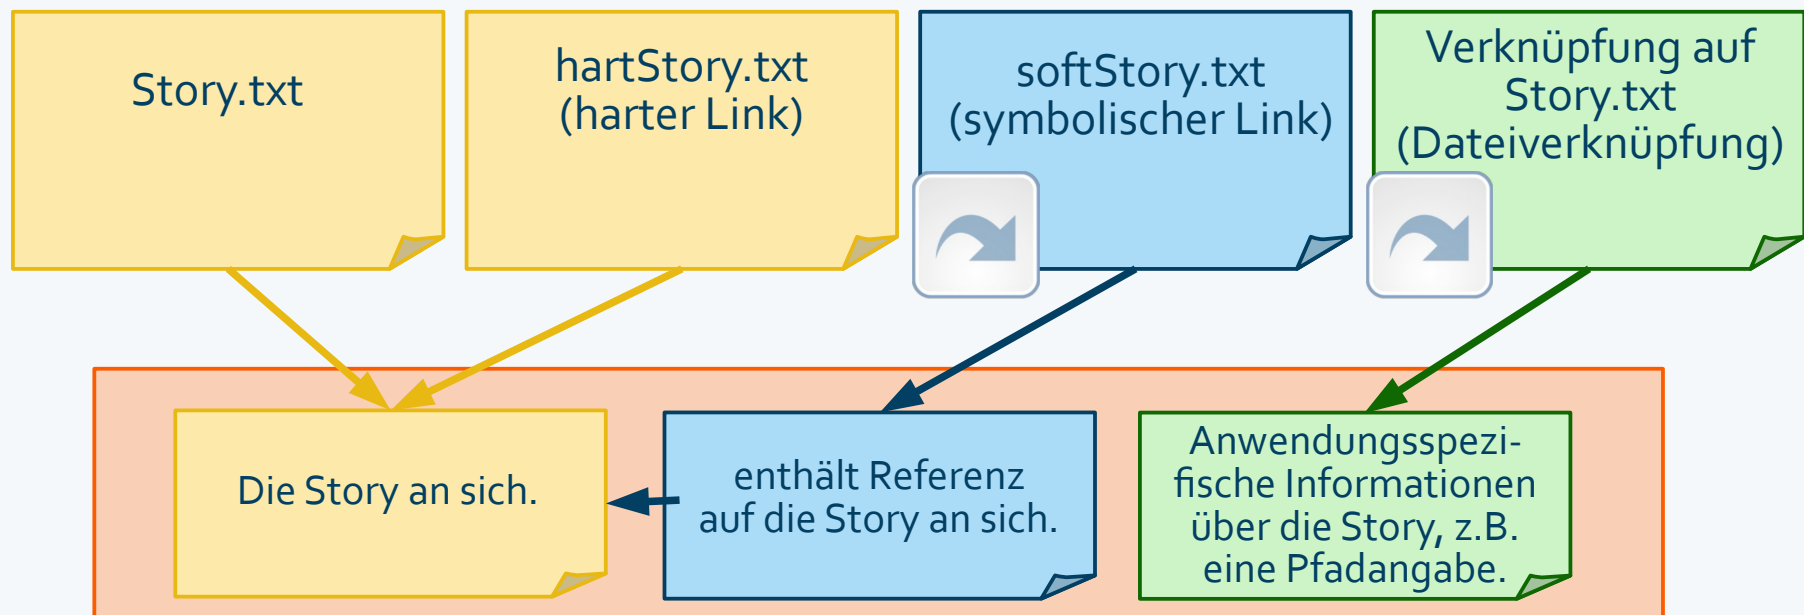 Story.txt
hartStory.txt
(harter Link)
softStory.txt
(symbolischer Link)
Verknüpfung auf
Story.txt
(Dateiverknüpfung)
Die Story an sich.
enthält Referenz
auf die Story an sich.
Anwendungsspezi-
fische Informationen
über die Story, z.B.
eine Pfadangabe.